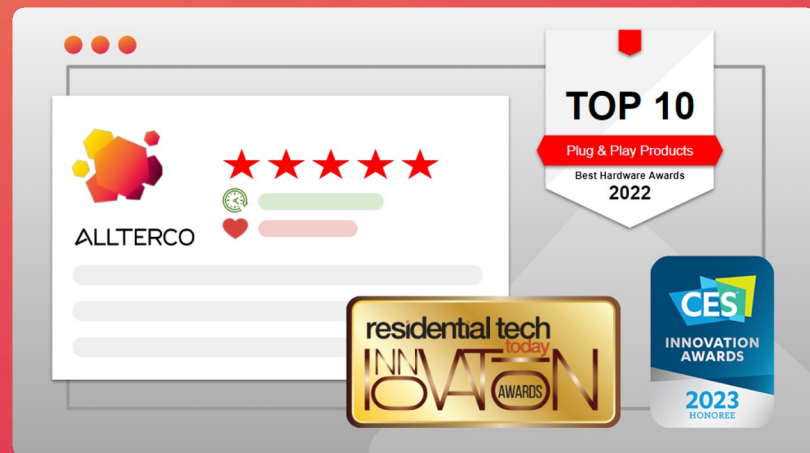 TOP 10
Plug & Play Products
Best Hardware Awards
2022
ALLTERCO
residential tech
today
INNOVATION
AWARDS
CES
INNOVATION
AWARDS
2023
HONOREE